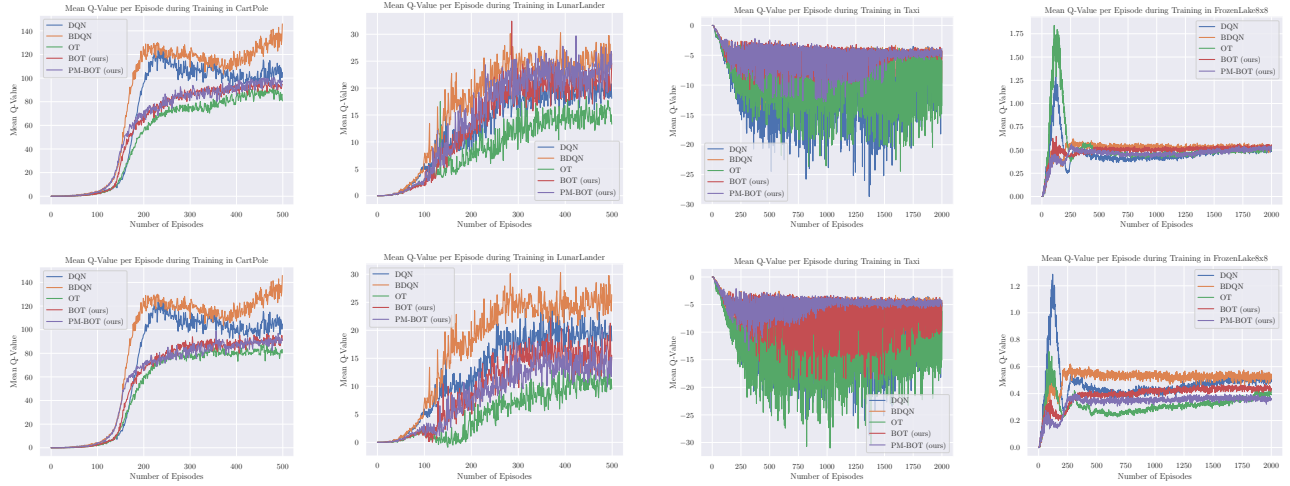 Mean Q-Value per Episode during Training in CartPole
Mean Q-Value
140
120
100
80
60
40
20
0
DQN
BDQN
OT
BOT (ours)
PM-BOT (ours)
0 100 200 300 400 500
Number of Episodes
Mean Q-Value per Episode during Training in LunarLander
Mean Q-Value
30
25
20
15
10
5
0
DQN
BDQN
OT
BOT (ours)
PM-BOT (ours)
0 100 200 300 400 500
Number of Episodes
Mean Q-Value per Episode during Training in Taxi
Mean Q-Value
0
−5
−10
−15
−20
−25
−30
DQN
BDQN
OT
BOT (ours)
PM-BOT (ours)
0 250 500 750 1000 1250 1500 1750 2000
Number of Episodes
Mean Q-Value per Episode during Training in FrozenLake8x8
Mean Q-Value
1.75
1.50
1.25
1.00
0.75
0.50
0.25
0.00
DQN
BDQN
OT
BOT (ours)
PM-BOT (ours)
0 250 500 750 1000 1250 1500 1750 2000
Number of Episodes
Mean Q-Value per Episode during Training in CartPole
Mean Q-Value
140
120
100
80
60
40
20
0
DQN
BDQN
OT
BOT (ours)
PM-BOT (ours)
0 100 200 300 400 500
Number of Episodes
Mean Q-Value per Episode during Training in LunarLander
Mean Q-Value
30
25
20
15
10
5
0
DQN
BDQN
OT
BOT (ours)
PM-BOT (ours)
0 100 200 300 400 500
Number of Episodes
Mean Q-Value per Episode during Training in Taxi
Mean Q-Value
0
−5
−10
−15
−20
−25
−30
DQN
BDQN
OT
BOT (ours)
PM-BOT (ours)
0 250 500 750 1000 1250 1500 1750 2000
Number of Episodes
Mean Q-Value per Episode during Training in FrozenLake8x8
Mean Q-Value
1.2
1.0
0.8
0.6
0.4
0.2
0.0
DQN
BDQN
OT
BOT (ours)
PM-BOT (ours)
0 250 500 750 1000 1250 1500 1750 2000
Number of Episodes